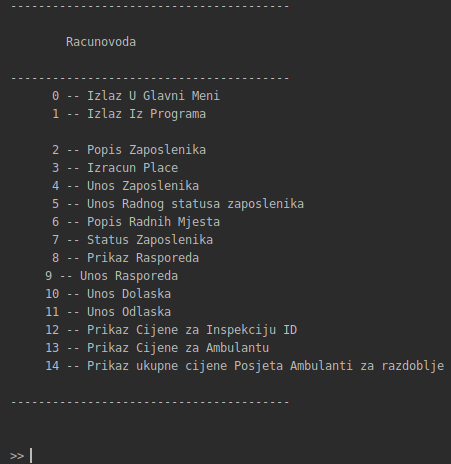 ----------------------------------------
Racunovoda
----------------------------------------
0 -- Izlaz U Glavni Meni
1 -- Izlaz Iz Programa
2 -- Popis Zaposlenika
3 -- Izracun Place
4 -- Unos Zaposlenika
5 -- Unos Radnog statusa zaposlenika
6 -- Popis Radnih Mjesta
7 -- Status Zaposlenika
8 -- Prikaz Rasporeda
9 -- Unos Rasporeda
10 -- Unos Dolaska
11 -- Unos Odlaska
12 -- Prikaz Cijene za Inspekciju ID
13 -- Prikaz Cijene za Ambulantu
14 -- Prikaz ukupne cijene Posjeta Ambulanti za razdoblje
----------------------------------------
>>